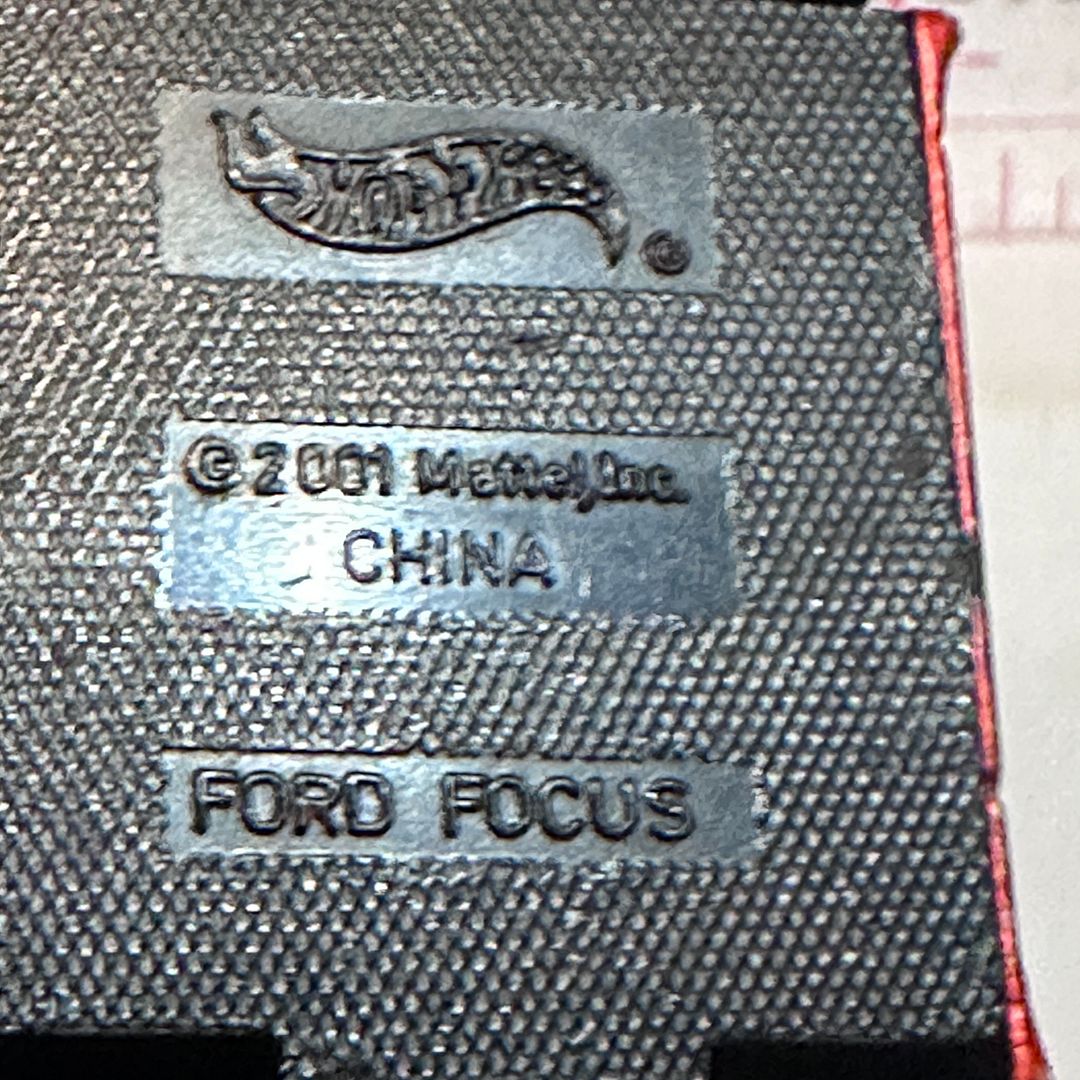 HOT WHEELS ®
©2001 Mattel,Inc.
CHINA
FORD FOCUS